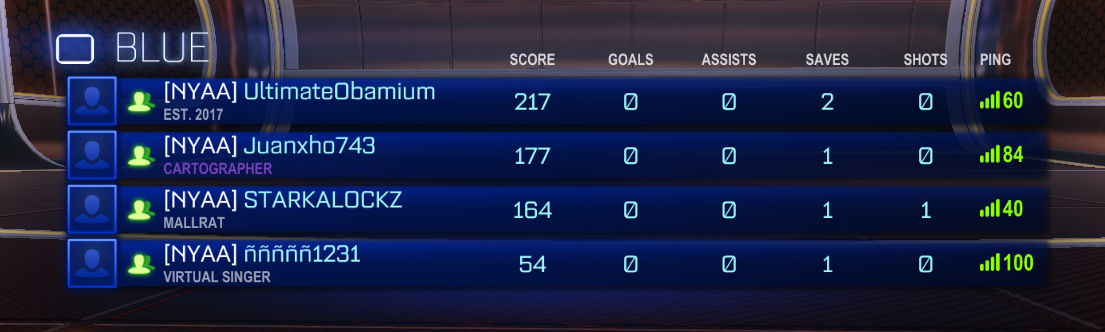 BLUE SCORE GOALS ASSISTS SAVES SHOTS PING
[NYAA] UltimateObamium 217 0 0 2 0 60
EST. 2017
[NYAA] Juanxho743 177 0 0 1 0 84
CARTOGRAPHER
[NYAA] STARKALOCKZ 164 0 0 1 1 40
MALLRAT
[NYAA] ñññññ1231 54 0 0 1 0 100
VIRTUAL SINGER